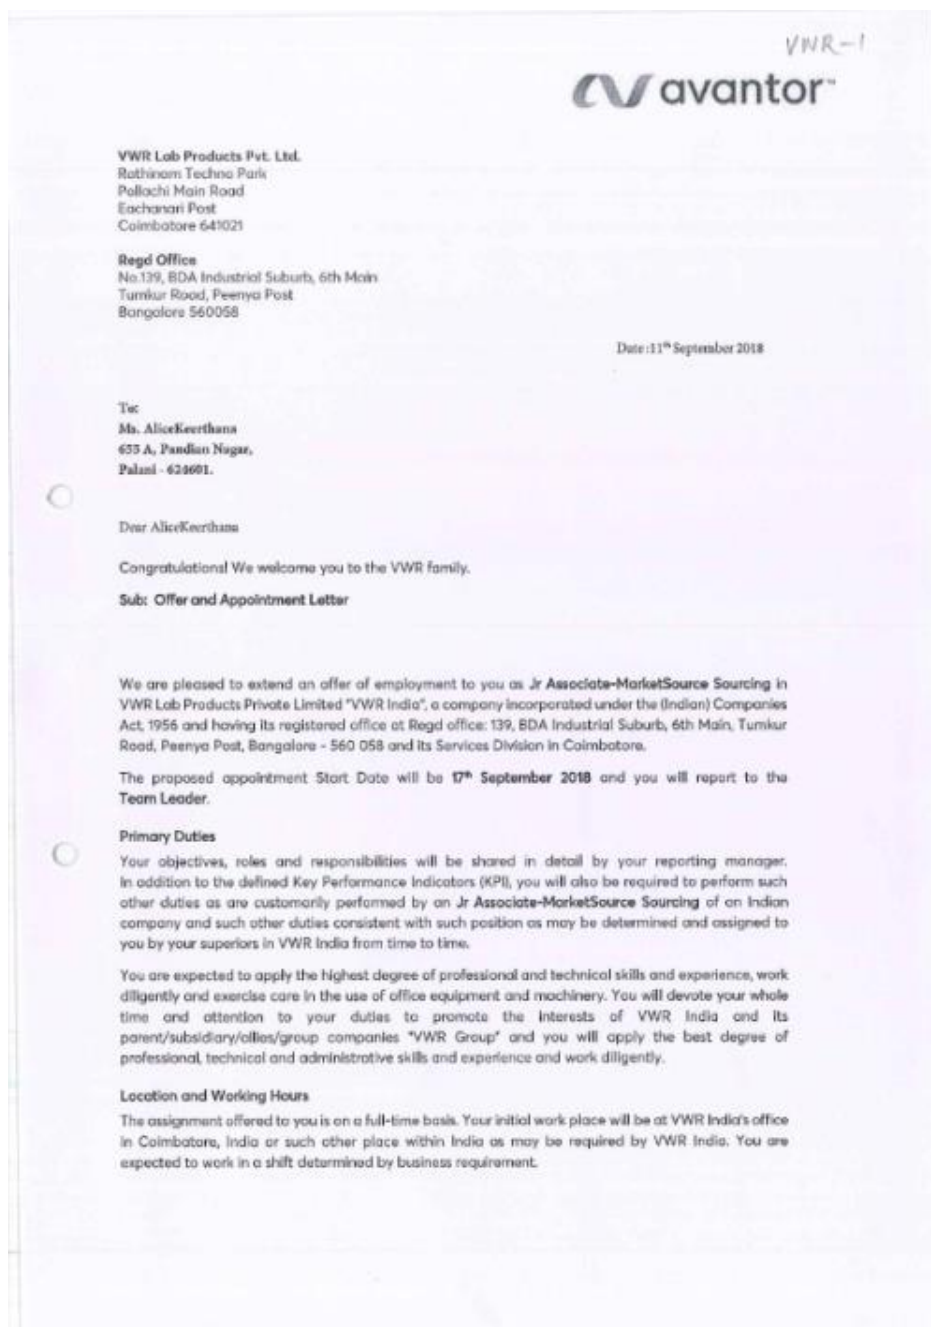 VWR-1
avantor™
VWR Lab Products Pvt. Ltd.
Rathinam Techno Park
Pollachi Main Road
Eachanari Post
Coimbatore 641021
Regd Office
No.139, BDA Industrial Suburb, 6th Main
Tumkur Road, Peenya Post
Bangalore 560058
Date :11th September 2018
To:
Ms. AliceKeerthana
655 A, Pandian Nagar,
Palani - 624601.
Dear AliceKeerthana
Congratulations! We welcome you to the VWR family.
Sub: Offer and Appointment Letter
We are pleased to extend an offer of employment to you as Jr Associate-MarketSource Sourcing in
VWR Lab Products Private Limited "VWR India", a company incorporated under the (Indian) Companies
Act, 1956 and having its registered office at Regd office: 139, BDA Industrial Suburb, 6th Main, Tumkur
Road, Peenya Post, Bangalore - 560 058 and its Services Division in Coimbatore.
The proposed appointment Start Date will be 17th September 2018 and you will report to the
Team Leader.
Primary Duties
Your objectives, roles and responsibilities will be shared in detail by your reporting manager.
In addition to the defined Key Performance Indicators (KPI), you will also be required to perform such
other duties as are customarily performed by an Jr Associate-MarketSource Sourcing of an Indian
company and such other duties consistent with such position as may be determined and assigned to
you by your superiors in VWR India from time to time.
You are expected to apply the highest degree of professional and technical skills and experience, work
diligently and exercise care in the use of office equipment and machinery. You will devote your whole
time and attention to your duties to promote the interests of VWR India and its
parent/subsidiary/allies/group companies "VWR Group" and you will apply the best degree of
professional, technical and administrative skills and experience and work diligently.
Location and Working Hours
The assignment offered to you is on a full-time basis. Your initial work place will be at VWR India's office
in Coimbatore, India or such other place within India as may be required by VWR India. You are
expected to work in a shift determined by business requirement.